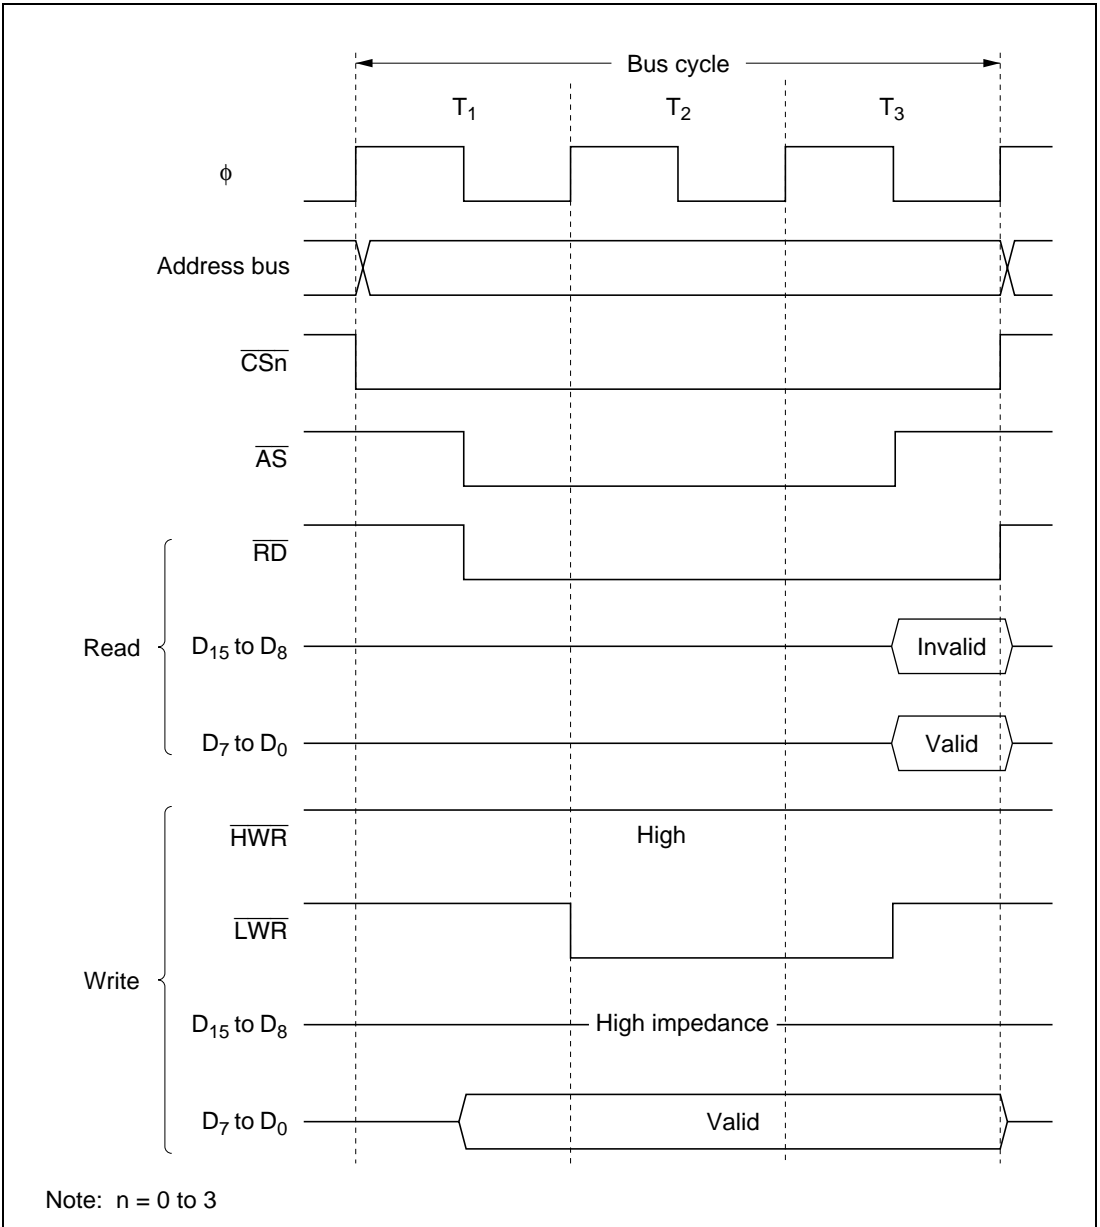 Bus cycle
T1 T2 T3
φ
Address bus
CSn
AS
RD
Read
D15 to D8
Invalid
D7 to D0
Valid
HWR
High
LWR
Write
D15 to D8
High impedance
D7 to D0
Valid
Note: n = 0 to 3